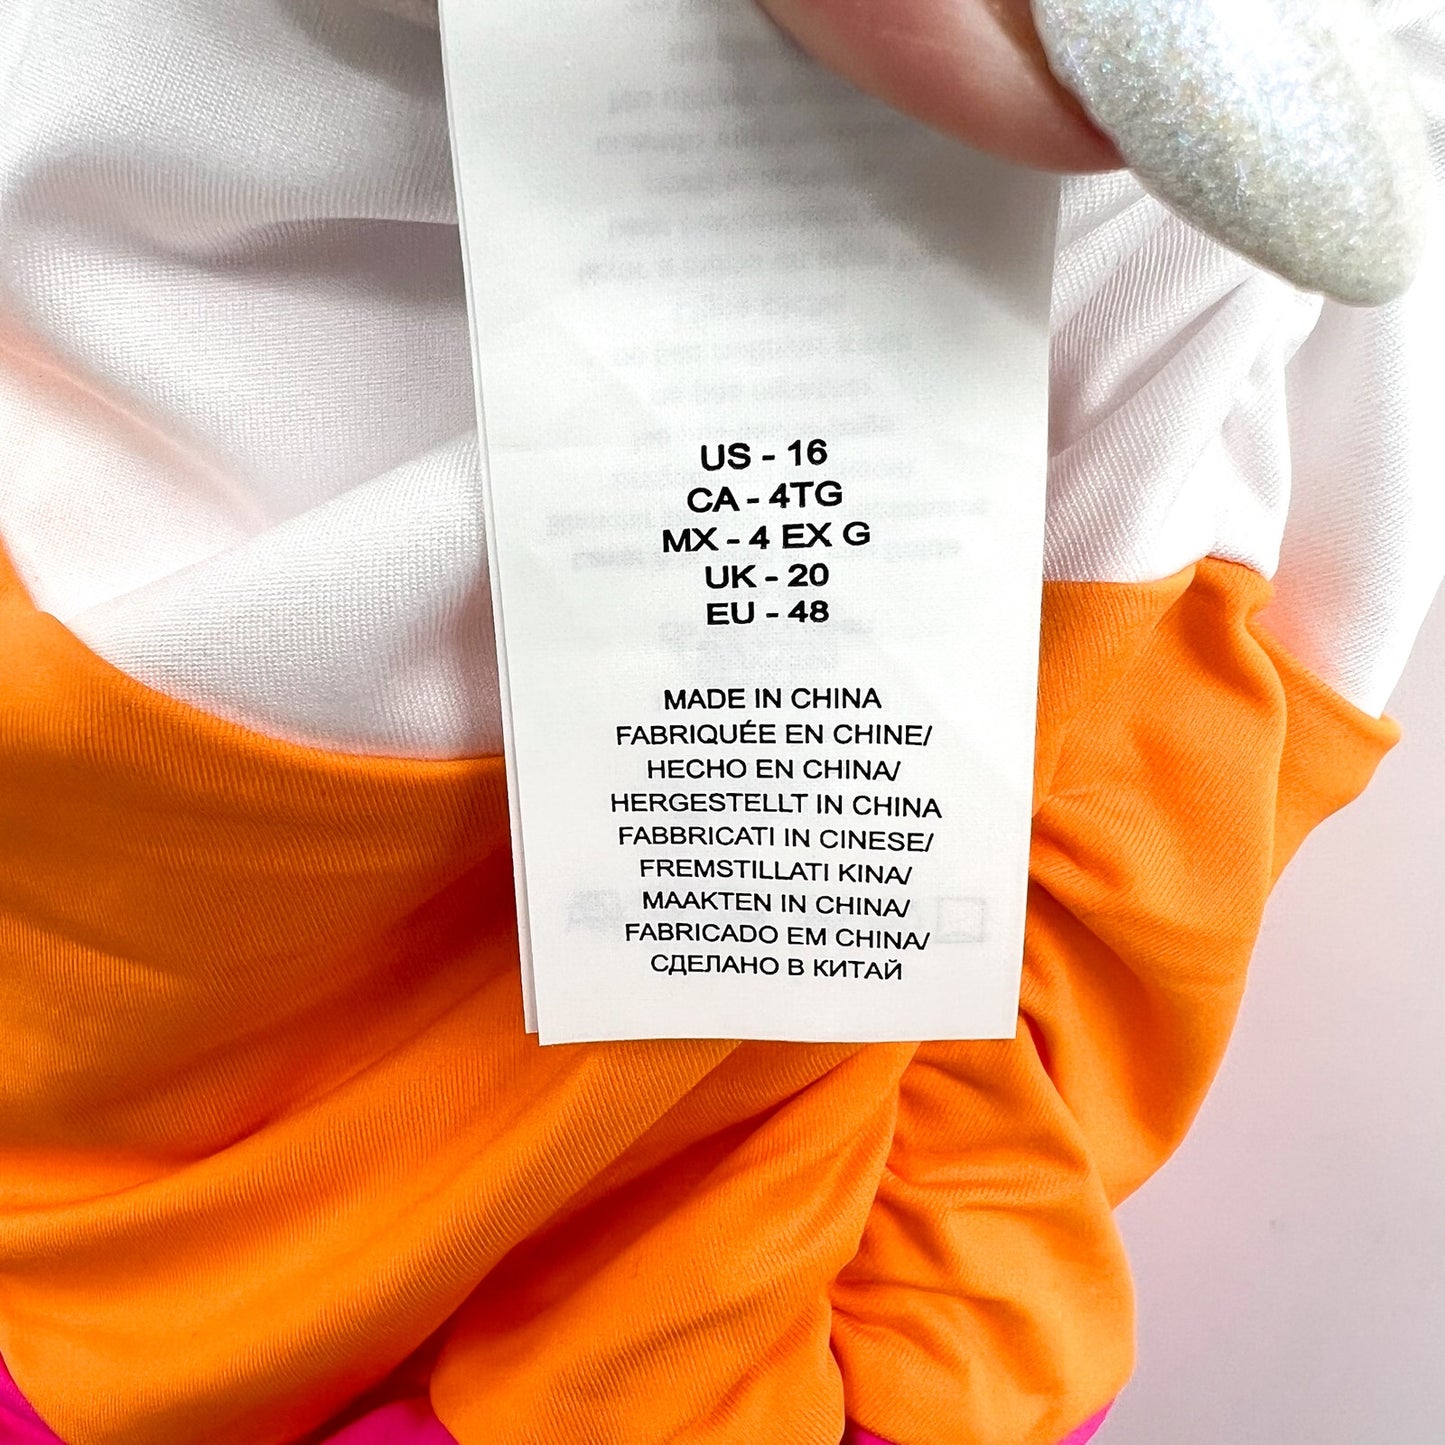 US - 16
CA - 4TG
MX - 4 EX G
UK - 20
EU - 48
MADE IN CHINA
FABRIQUÉE EN CHINE/
HECHO EN CHINA/
HERGESTELLT IN CHINA
FABBRICATI IN CINESE/
FREMSTILLATI KINA/
MAAKTEN IN CHINA/
FABRICADO EM CHINA/
СДЕЛАНО В КИТАЙ